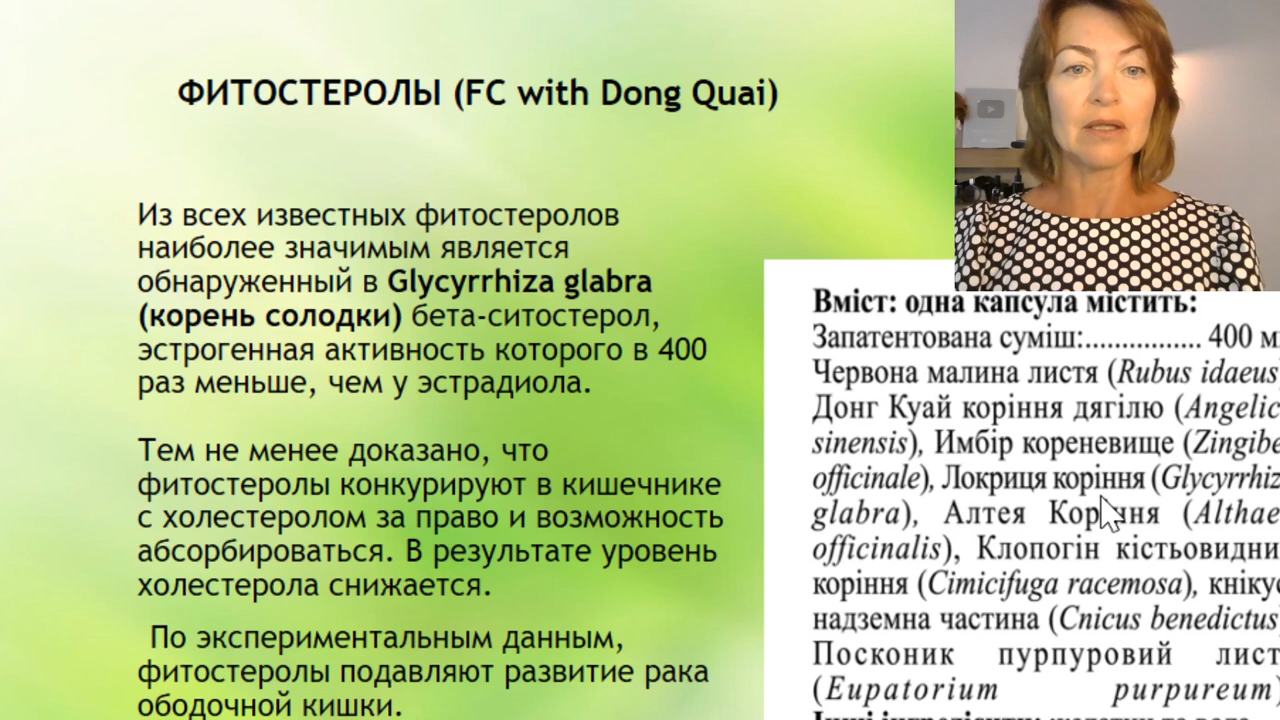 ФИТОСТЕРОЛЫ (FC with Dong Quai)
Из всех известных фитостеролов
наиболее значимым является
обнаруженный в Glycyrrhiza glabra
(корень солодки) бета-ситостерол,
эстрогенная активность которого в 400
раз меньше, чем у эстрадиола.
Тем не менее доказано, что
фитостеролы конкурируют в кишечнике
с холестеролом за право и возможность
абсорбироваться. В результате уровень
холестерола снижается.
По экспериментальным данным,
фитостеролы подавляют развитие рака
ободочной кишки.
Вміст: одна капсула містить:
Запатентована суміш:................ 400 м
Червона малина листя (Rubus idaeus
Донг Куай коріння дягілю (Angelic
sinensis), Имбір кореневище (Zingibe
officinale), Локриця коріння (Glycyrrhiz
glabra), Алтея Коріння (Althae
officinalis), Клопогін кістьовидни
коріння (Cimicifuga racemosa), кніку
надземна частина (Cnicus benedictus
Посконик пурпуровий лист
(Eupatorium purpureum)